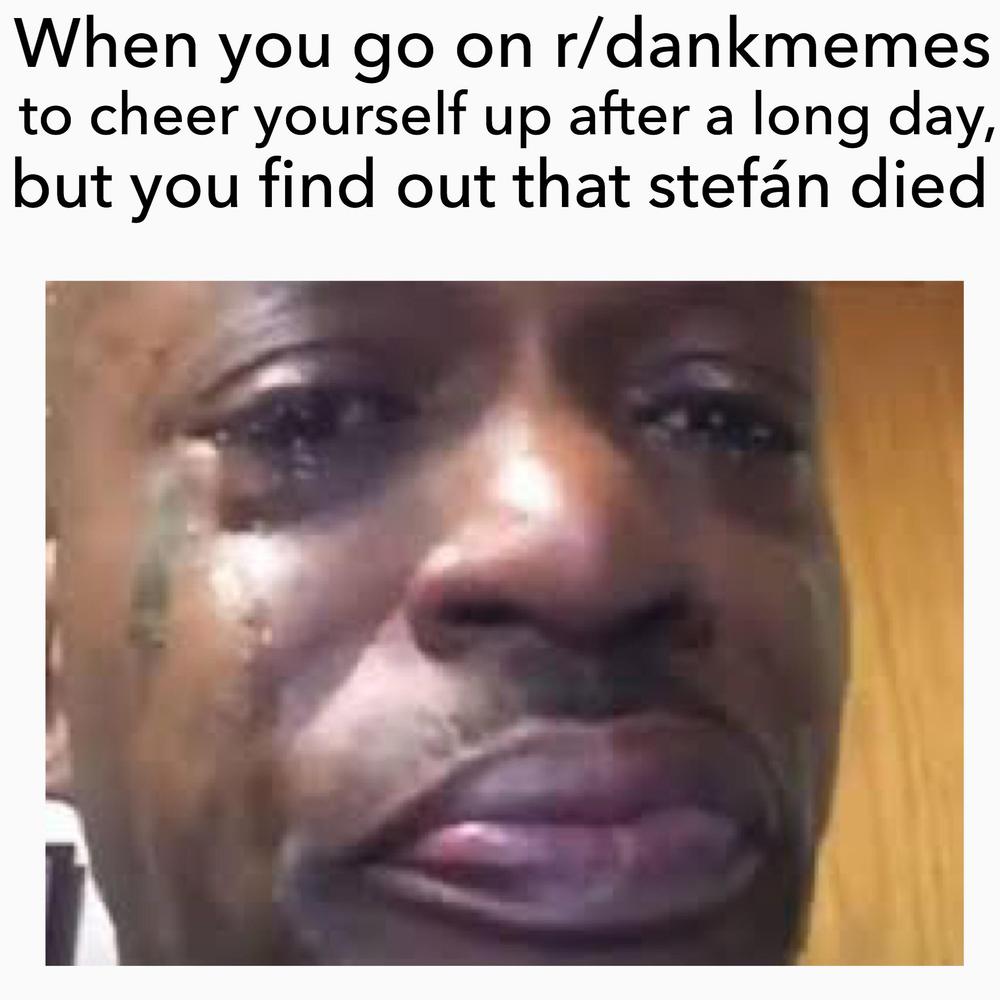 When you go on r/dankmemes
to cheer yourself up after a long day,
but you find out that stefán died